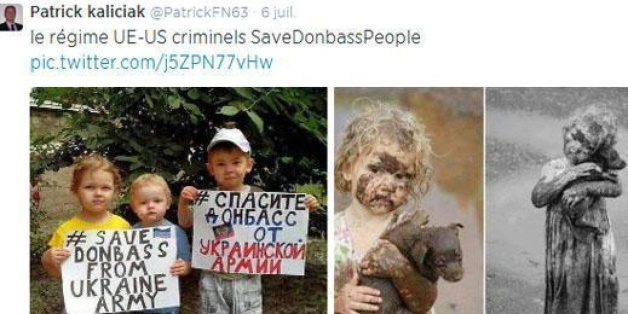 Patrick kaliciak @PatrickFN63 · 6 juil.
le régime UE-US criminels SaveDonbassPeople
pic.twitter.com/j5ZPN77vHw
# SAVE
DONBASS
FROM
UKRAINE
ARMY
# СПАСИТЕ
ДОНБАСС
ОТ
УКРАИНСКОЙ
АРМИИ